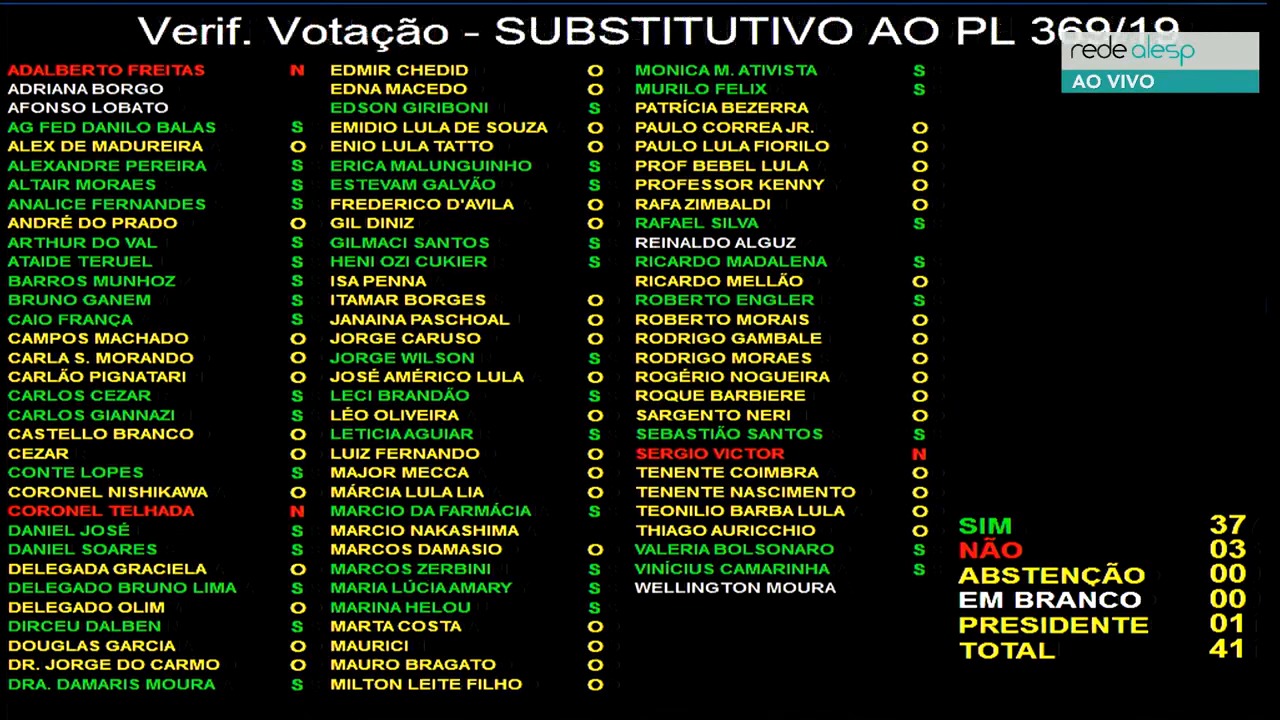 Verif. Votação - SUBSTITUTIVO AO PL 369/19
rede alesp
AO VIVO
ADALBERTO FREITAS N
ADRIANA BORGO
AFONSO LOBATO
AG FED DANILO BALAS S
ALEX DE MADUREIRA O
ALEXANDRE PEREIRA S
ALTAIR MORAES S
ANALICE FERNANDES S
ANDRÉ DO PRADO O
ARTHUR DO VAL S
ATAIDE TERUEL S
BARROS MUNHOZ S
BRUNO GANEM S
CAIO FRANÇA S
CAMPOS MACHADO O
CARLA S. MORANDO O
CARLÃO PIGNATARI O
CARLOS CEZAR S
CARLOS GIANNAZI S
CASTELLO BRANCO O
CEZAR O
CONTE LOPES S
CORONEL NISHIKAWA O
CORONEL TELHADA N
DANIEL JOSÉ S
DANIEL SOARES S
DELEGADA GRACIELA O
DELEGADO BRUNO LIMA S
DELEGADO OLIM O
DIRCEU DALBEN S
DOUGLAS GARCIA O
DR. JORGE DO CARMO O
DRA. DAMARIS MOURA S
EDMIR CHEDID O
EDNA MACEDO O
EDSON GIRIBONI S
EMIDIO LULA DE SOUZA O
ENIO LULA TATTO O
ERICA MALUNGUINHO S
ESTEVAM GALVÃO S
FREDERICO D'AVILA O
GIL DINIZ O
GILMACI SANTOS S
HENI OZI CUKIER S
ISA PENNA
ITAMAR BORGES O
JANAINA PASCHOAL O
JORGE CARUSO O
JORGE WILSON S
JOSÉ AMÉRICO LULA O
LECI BRANDÃO S
LÉO OLIVEIRA O
LETICIA AGUIAR S
LUIZ FERNANDO O
MAJOR MECCA O
MÁRCIA LULA LIA O
MARCIO DA FARMÁCIA S
MARCIO NAKASHIMA
MARCOS DAMASIO O
MARCOS ZERBINI S
MARIA LÚCIA AMARY S
MARINA HELOU S
MARTA COSTA O
MAURICI O
MAURO BRAGATO O
MILTON LEITE FILHO O
MONICA M. ATIVISTA S
MURILO FELIX S
PATRÍCIA BEZERRA
PAULO CORREA JR. O
PAULO LULA FIORILO O
PROF BEBEL LULA O
PROFESSOR KENNY O
RAFA ZIMBALDI O
RAFAEL SILVA S
REINALDO ALGUZ
RICARDO MADALENA S
RICARDO MELLÃO O
ROBERTO ENGLER S
ROBERTO MORAIS O
RODRIGO GAMBALE O
RODRIGO MORAES O
ROGÉRIO NOGUEIRA O
ROQUE BARBIERE O
SARGENTO NERI O
SEBASTIÃO SANTOS S
SERGIO VICTOR N
TENENTE COIMBRA O
TENENTE NASCIMENTO O
TEONILIO BARBA LULA O
THIAGO AURICCHIO O
VALERIA BOLSONARO S
VINÍCIUS CAMARINHA S
WELLINGTON MOURA
SIM 37
NÃO 03
ABSTENÇÃO 00
EM BRANCO 00
PRESIDENTE 01
TOTAL 41